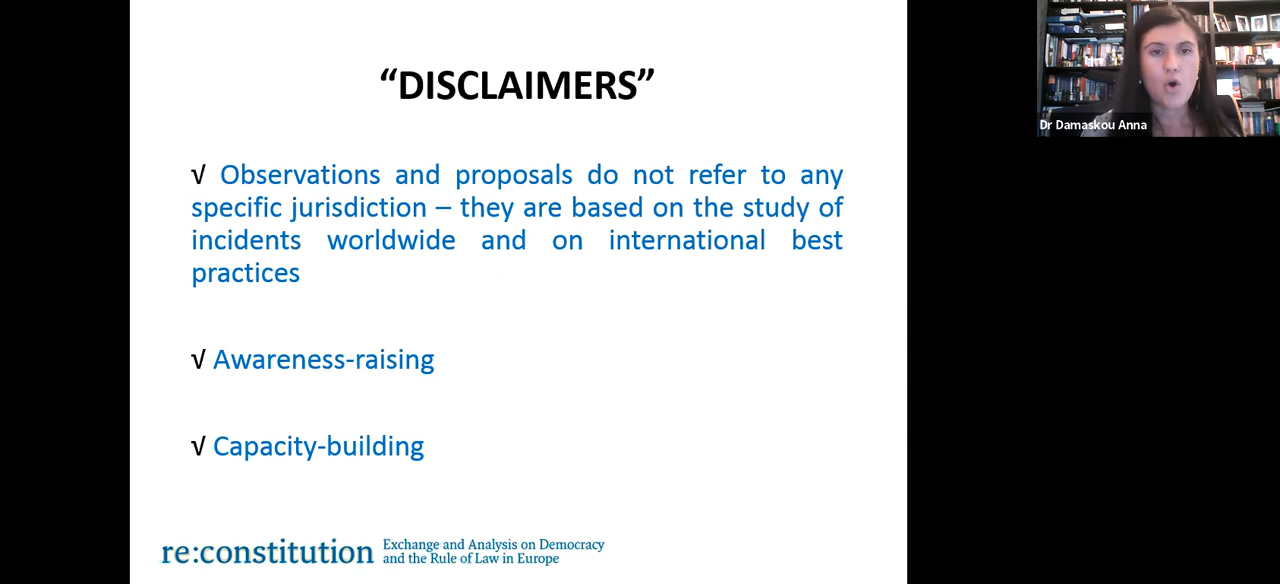 “DISCLAIMERS”
√ Observations and proposals do not refer to any
specific jurisdiction – they are based on the study of
incidents worldwide and on international best
practices
√ Awareness-raising
√ Capacity-building
re:constitution
Exchange and Analysis on Democracy
and the Rule of Law in Europe
Dr Damaskou Anna